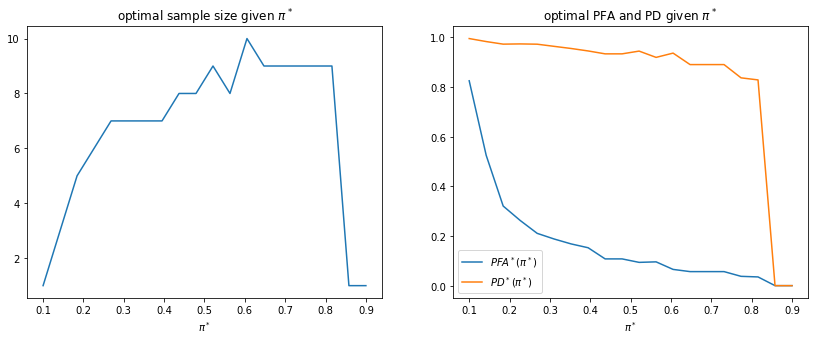 optimal sample size given π*
10
8
6
4
2
0.1 0.2 0.3 0.4 0.5 0.6 0.7 0.8 0.9
π*
optimal PFA and PD given π*
1.0
0.8
0.6
0.4
0.2
0.0
PFA*(π*)
PD*(π*)
0.1 0.2 0.3 0.4 0.5 0.6 0.7 0.8 0.9
π*